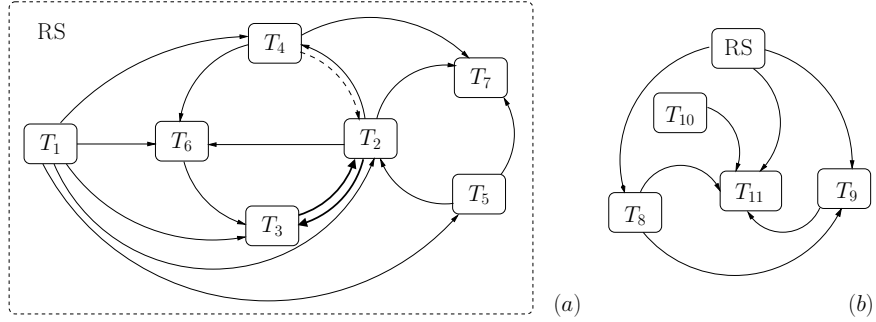 RS
T₄
T₇
T₁
T₆
T₂
T₅
T₃
(a)
RS
T₁₀
T₁₁
T₉
T₈
(b)